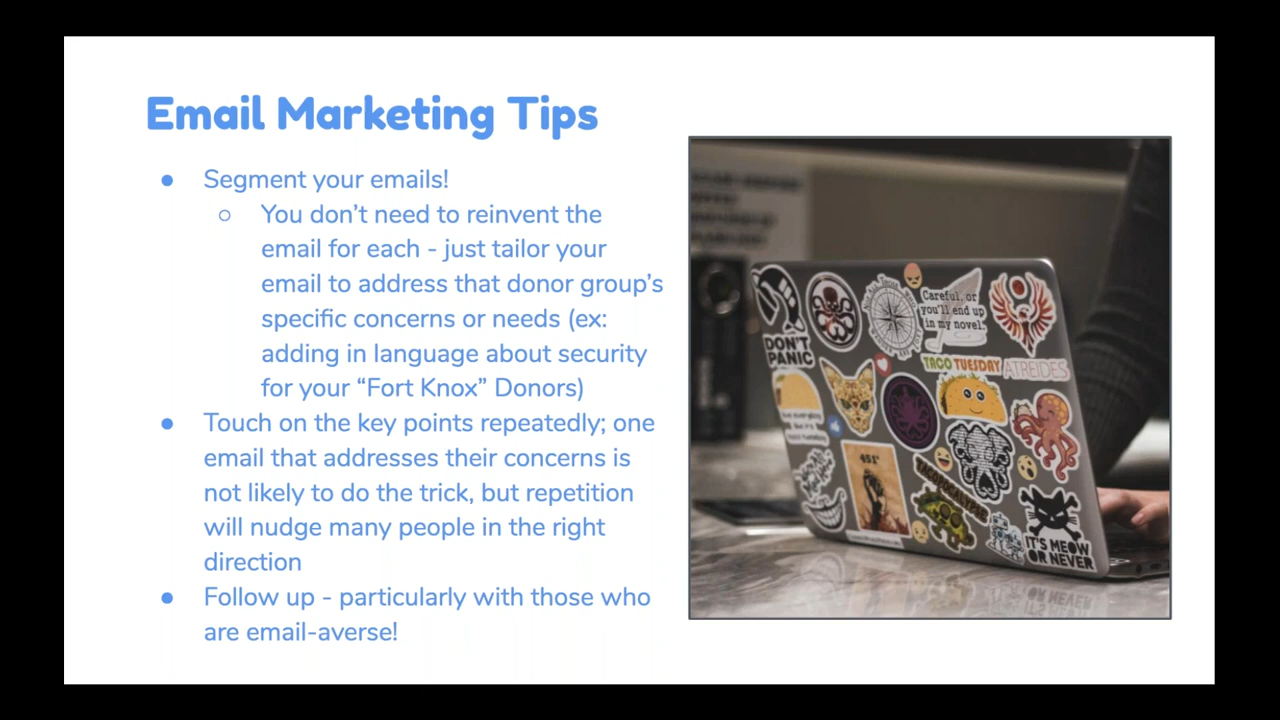 Email Marketing Tips
● Segment your emails!
○ You don’t need to reinvent the
email for each - just tailor your
email to address that donor group’s
specific concerns or needs (ex:
adding in language about security
for your “Fort Knox” Donors)
● Touch on the key points repeatedly; one
email that addresses their concerns is
not likely to do the trick, but repetition
will nudge many people in the right
direction
● Follow up - particularly with those who
are email-averse!
DON'T
PANIC
Careful, or
you'll end up
in my novel.
TACO TUESDAY
ATREIDES
451°
TACOPOCALYPSE
IT'S MEOW
OR NEVER